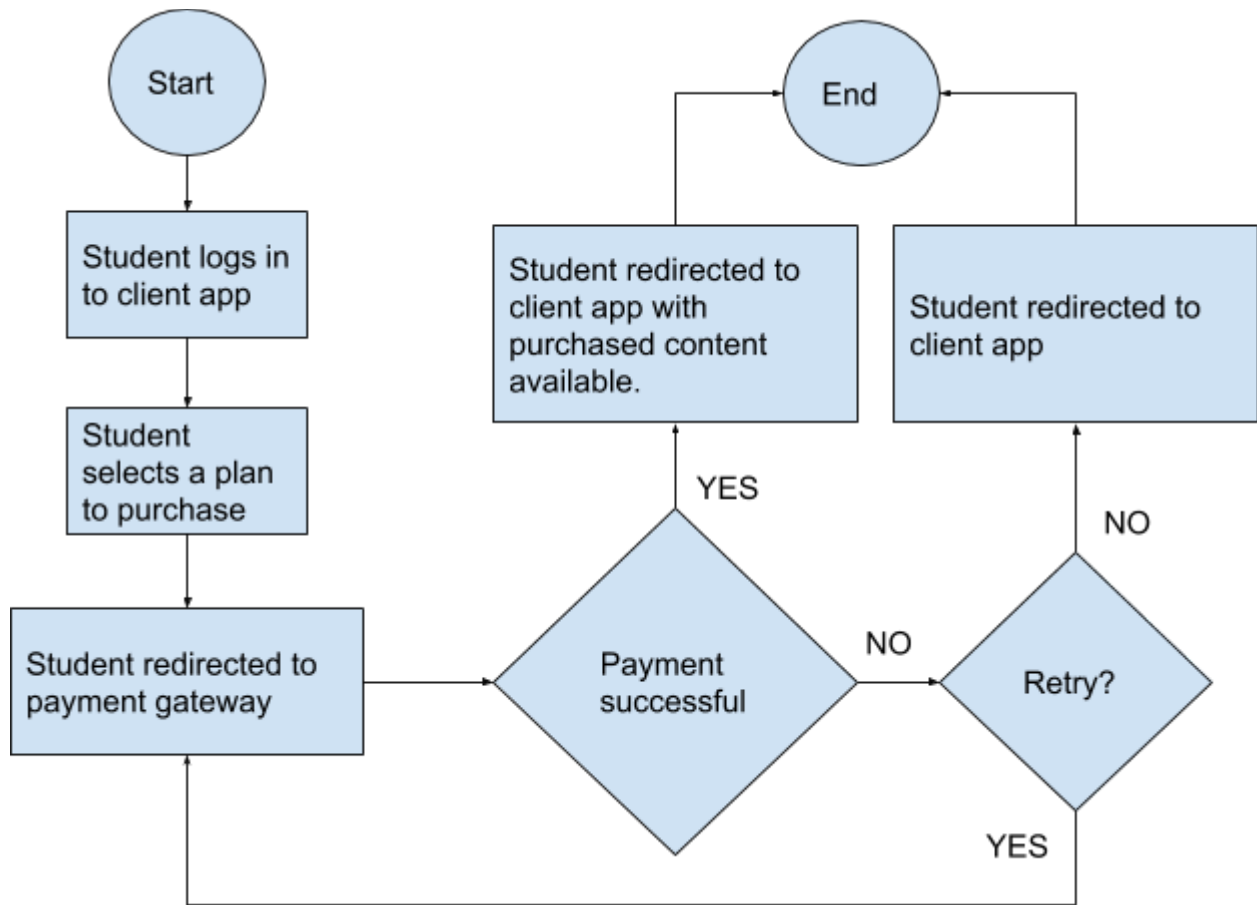 Start
Student logs in
to client app
Student
selects a plan
to purchase
Student redirected to
payment gateway
Payment
successful
YES
Student redirected to
client app with
purchased content
available.
End
NO
Retry?
NO
Student redirected to
client app
YES